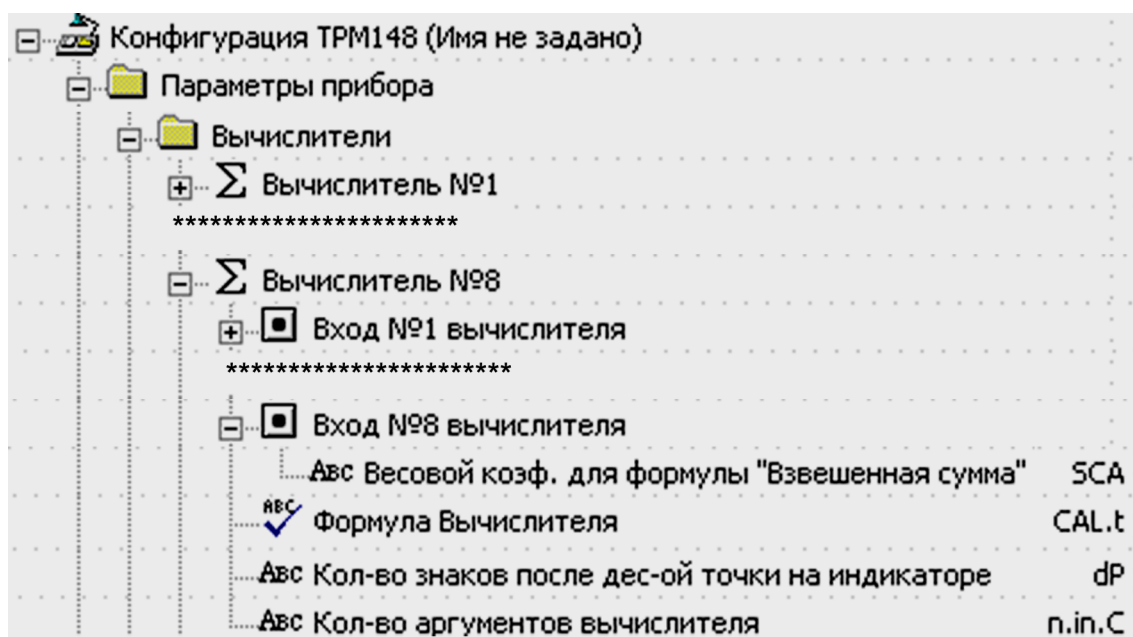 Конфигурация ТРМ148 (Имя не задано)
Параметры прибора
Вычислители
Вычислитель №1
***********************
Вычислитель №8
Вход №1 вычислителя
***********************
Вход №8 вычислителя
Весовой коэф. для формулы "Взвешенная сумма" SCA
Формула Вычислителя CAL.t
Кол-во знаков после дес-ой точки на индикаторе dP
Кол-во аргументов вычислителя n.in.C